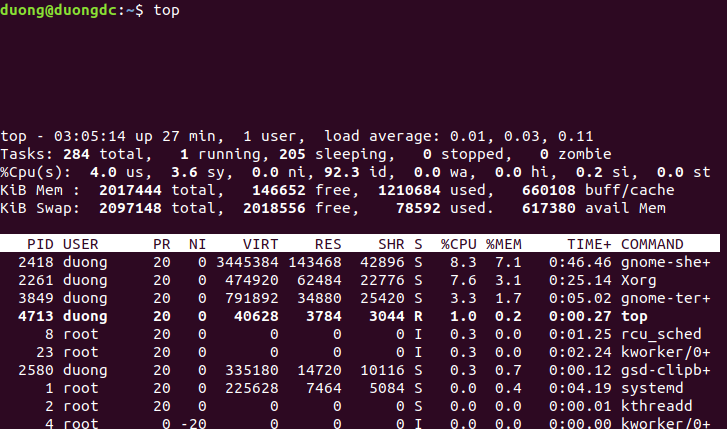 duong@duongdc:~$ top
top - 03:05:14 up 27 min,  1 user,  load average: 0.01, 0.03, 0.11
Tasks: 284 total,   1 running, 205 sleeping,   0 stopped,   0 zombie
%Cpu(s):  4.0 us,  3.6 sy,  0.0 ni, 92.3 id,  0.0 wa,  0.0 hi,  0.2 si,  0.0 st
KiB Mem :  2017444 total,   146652 free,  1210684 used,   660108 buff/cache
KiB Swap:  2097148 total,  2018556 free,    78592 used.   617380 avail Mem
PID USER      PR  NI    VIRT    RES    SHR S  %CPU %MEM     TIME+ COMMAND
2418 duong     20   0 3445384 143468  42896 S   8.3  7.1   0:46.46 gnome-she+
2261 duong     20   0  474920  62484  22776 S   7.6  3.1   0:25.14 Xorg
3849 duong     20   0  791892  34880  25420 S   3.3  1.7   0:05.02 gnome-ter+
4713 duong     20   0   40628   3784   3044 R   1.0  0.2   0:00.27 top
8 root      20   0       0      0      0 I   0.3  0.0   0:01.25 rcu_sched
23 root      20   0       0      0      0 I   0.3  0.0   0:02.24 kworker/0+
2580 duong     20   0  335180  14720  10116 S   0.3  0.7   0:00.12 gsd-clipb+
1 root      20   0  225628   7464   5084 S   0.0  0.4   0:04.19 systemd
2 root      20   0       0      0      0 S   0.0  0.0   0:00.01 kthreadd
4 root       0 -20       0      0      0 I   0.0  0.0   0:00.00 kworker/0+